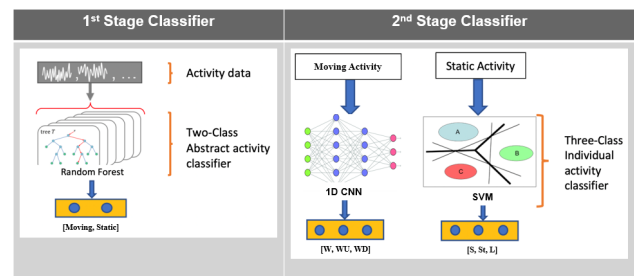 1st Stage Classifier
Activity data
tree T
Two-Class
Abstract activity
classifier
Random Forest
[Moving, Static]
2nd Stage Classifier
Moving Activity
Static Activity
A
B
C
1D CNN
SVM
Three-Class
Individual
activity
classifier
[W, WU, WD]
[S, St, L]